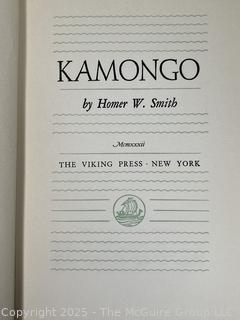 KAMONGO
by Homer W. Smith
Mcmxxxii
THE VIKING PRESS · NEW YORK
Copyright 2025 - The McGuire Group, LLC